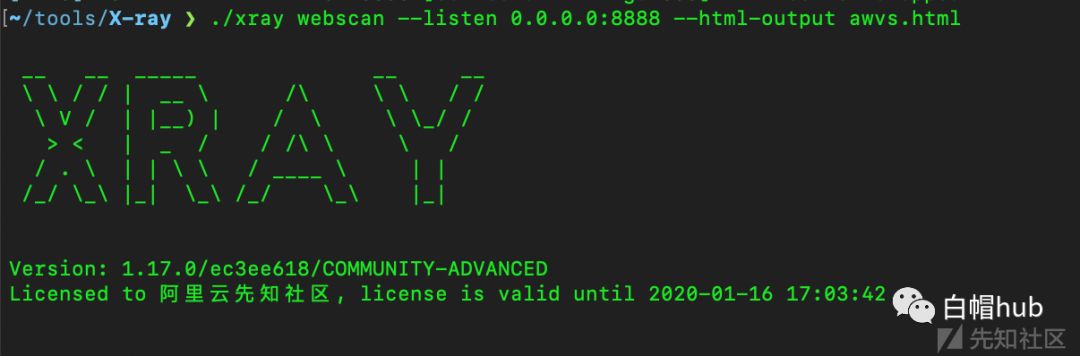 [~/tools/X-ray ❯ ./xray webscan --listen 0.0.0.0:8888 --html-output awvs.html
XRAY
Version: 1.17.0/ec3ee618/COMMUNITY-ADVANCED
Licensed to 阿里云先知社区, license is valid until 2020-01-16 17:03:42
白帽hub
先知社区